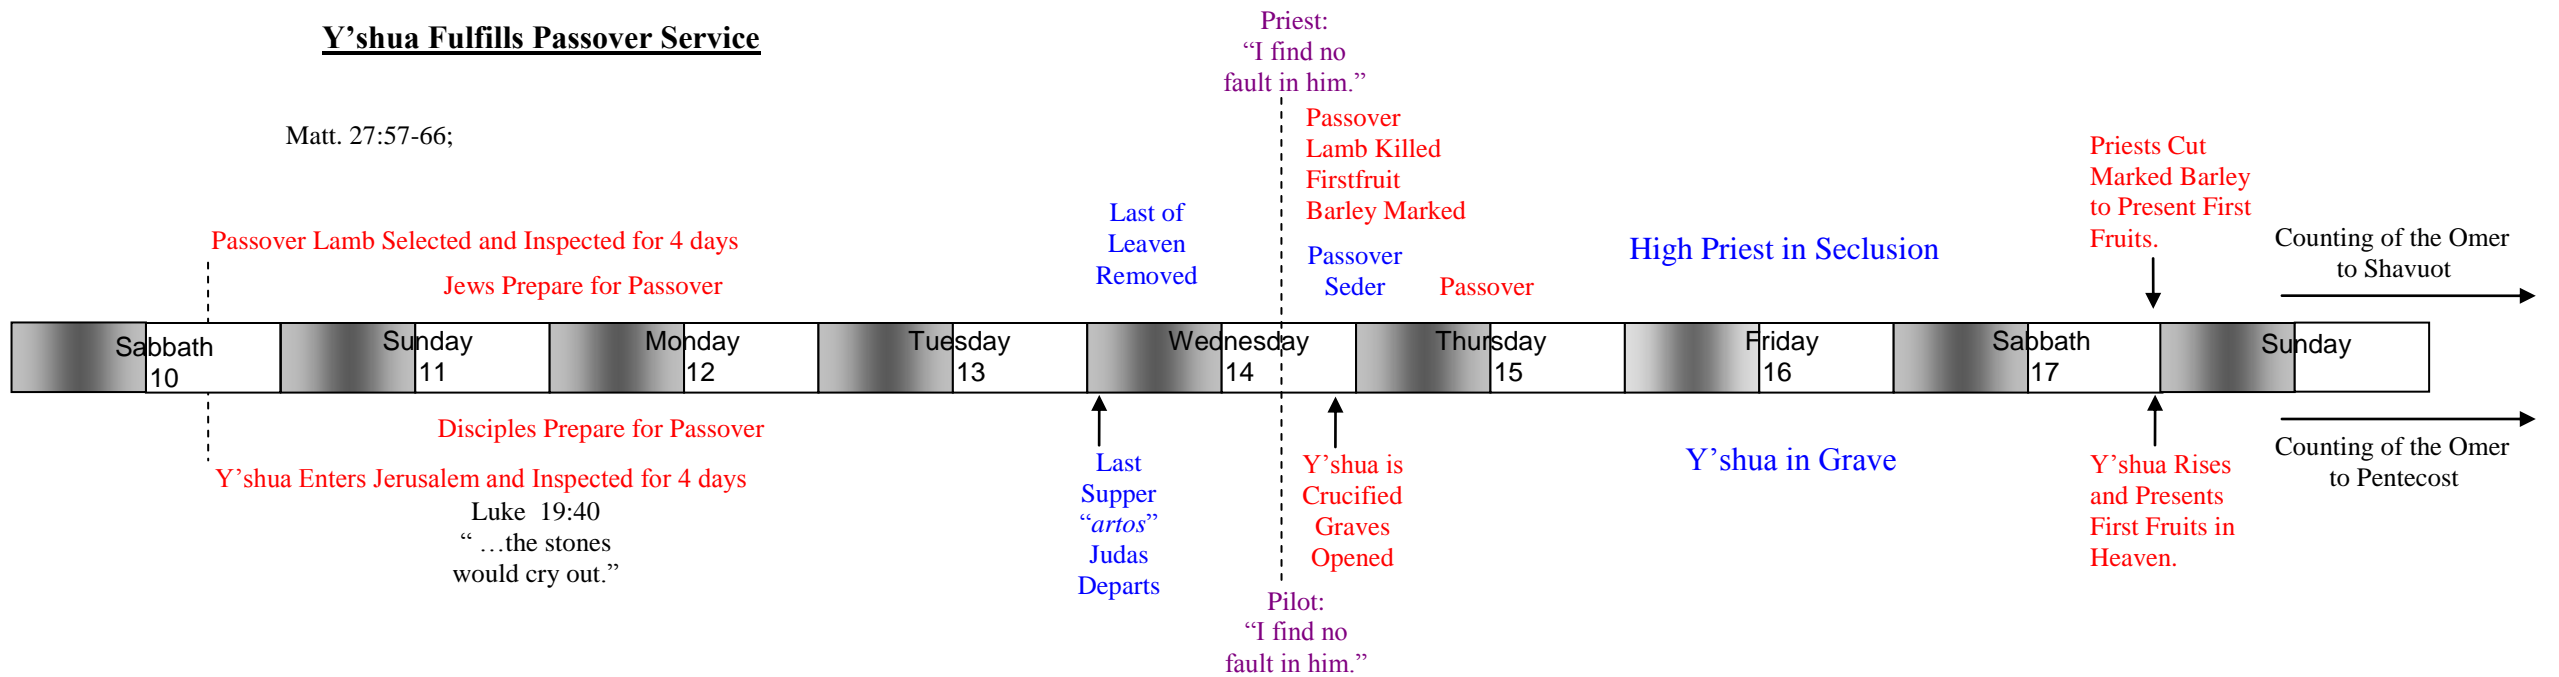 Y’shua Fulfills Passover Service
Matt. 27:57-66;
Priest:
“I find no
fault in him.”
Passover
Lamb Killed
Firstfruit
Barley Marked
Priests Cut
Marked Barley
to Present First
Fruits.
Last of
Leaven
Removed
Passover Lamb Selected and Inspected for 4 days
Jews Prepare for Passover
Passover
Seder
Passover
High Priest in Seclusion
Counting of the Omer
to Shavuot
Sabbath
10
Sunday
11
Monday
12
Tuesday
13
Wednesday
14
Thursday
15
Friday
16
Sabbath
17
Sunday
Disciples Prepare for Passover
Y’shua Enters Jerusalem and Inspected for 4 days
Luke  19:40
“ …the stones
would cry out.”
Last
Supper
“artos”
Judas
Departs
Y’shua is
Crucified
Graves
Opened
Y’shua in Grave
Y’shua Rises
and Presents
First Fruits in
Heaven.
Counting of the Omer
to Pentecost
Pilot:
“I find no
fault in him.”